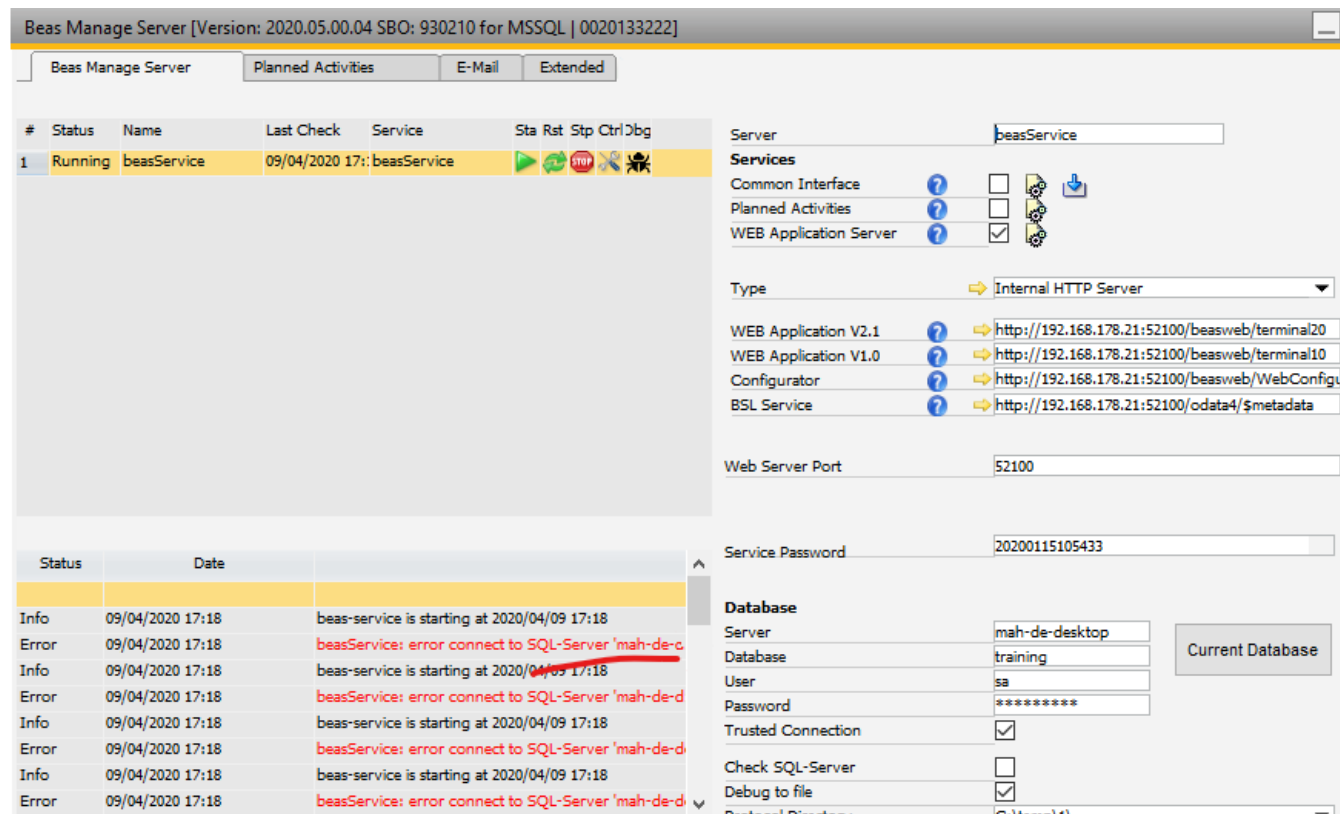 Beas Manage Server [Version: 2020.05.00.04 SBO: 930210 for MSSQL | 0020133222]
Beas Manage Server Planned Activities E-Mail Extended
# Status Name Last Check Service Sta Rst Stp Ctrl Dbg
1 Running beasService 09/04/2020 17: beasService STOP
Server beasService
Services
Common Interface
Planned Activities
WEB Application Server
Type Internal HTTP Server
WEB Application V2.1 http://192.168.178.21:52100/beasweb/terminal20
WEB Application V1.0 http://192.168.178.21:52100/beasweb/terminal10
Configurator http://192.168.178.21:52100/beasweb/WebConfigu
BSL Service http://192.168.178.21:52100/odata4/$metadata
Web Server Port 52100
Service Password 20200115105433
Database
Server mah-de-desktop
Database training Current Database
User sa
Password *********
Trusted Connection
Check SQL-Server
Debug to file
Status Date
Info 09/04/2020 17:18 beas-service is starting at 2020/04/09 17:18
Error 09/04/2020 17:18 beasService: error connect to SQL-Server 'mah-de-
Info 09/04/2020 17:18 beas-service is starting at 2020/04/09 17:18
Error 09/04/2020 17:18 beasService: error connect to SQL-Server 'mah-de-d
Info 09/04/2020 17:18 beas-service is starting at 2020/04/09 17:18
Error 09/04/2020 17:18 beasService: error connect to SQL-Server 'mah-de-d
Info 09/04/2020 17:18 beas-service is starting at 2020/04/09 17:18
Error 09/04/2020 17:18 beasService: error connect to SQL-Server 'mah-de-d